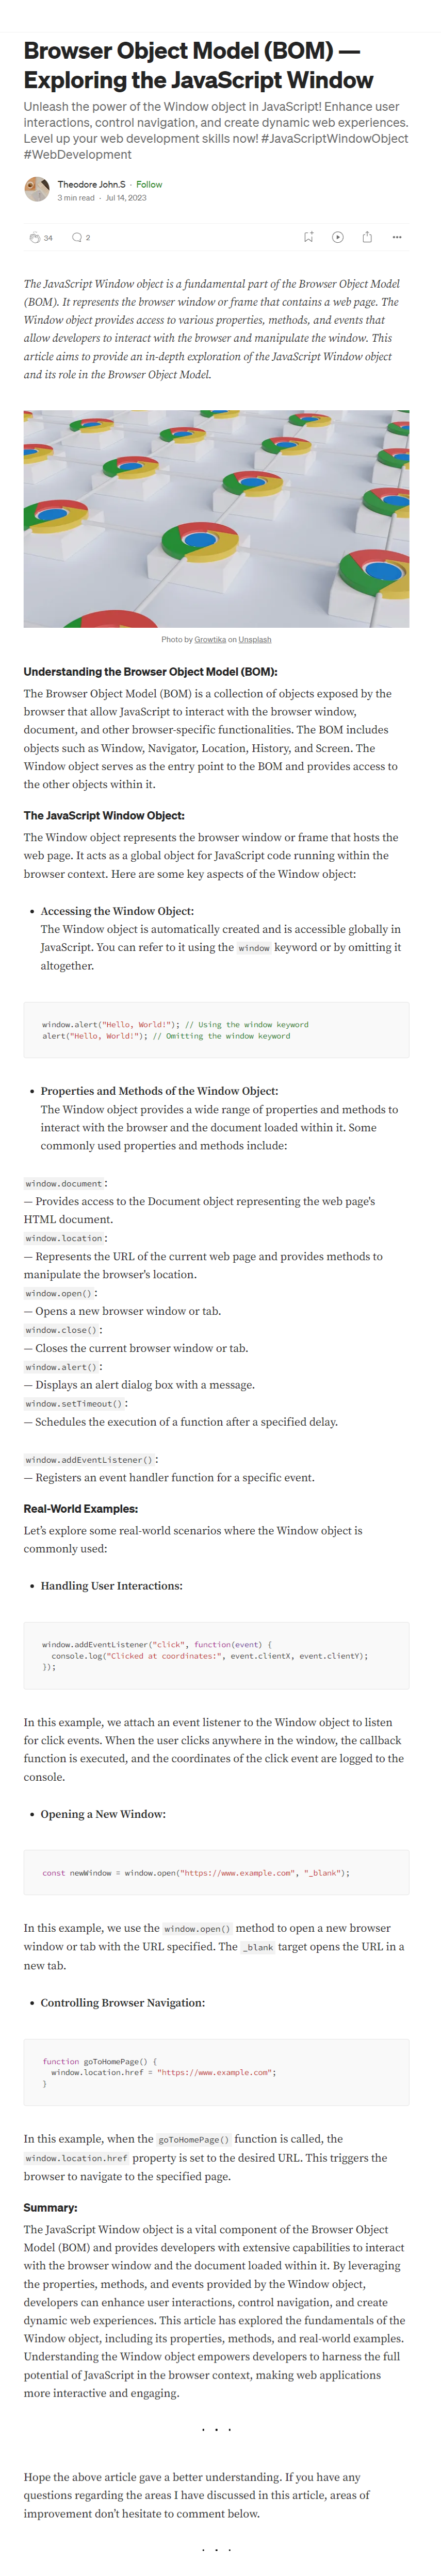 Browser Object Model (BOM) —
Exploring the JavaScript Window
Unleash the power of the Window object in JavaScript! Enhance user
interactions, control navigation, and create dynamic web experiences.
Level up your web development skills now! #JavaScriptWindowObject
#WebDevelopment
Theodore John.S · Follow
3 min read · Jul 14, 2023
34 2
The JavaScript Window object is a fundamental part of the Browser Object Model
(BOM). It represents the browser window or frame that contains a web page. The
Window object provides access to various properties, methods, and events that
allow developers to interact with the browser and manipulate the window. This
article aims to provide an in-depth exploration of the JavaScript Window object
and its role in the Browser Object Model.
Photo by Growtika on Unsplash
Understanding the Browser Object Model (BOM):
The Browser Object Model (BOM) is a collection of objects exposed by the
browser that allow JavaScript to interact with the browser window,
document, and other browser-specific functionalities. The BOM includes
objects such as Window, Navigator, Location, History, and Screen. The
Window object serves as the entry point to the BOM and provides access to
the other objects within it.
The JavaScript Window Object:
The Window object represents the browser window or frame that hosts the
web page. It acts as a global object for JavaScript code running within the
browser context. Here are some key aspects of the Window object:
• Accessing the Window Object:
The Window object is automatically created and is accessible globally in
JavaScript. You can refer to it using the window keyword or by omitting it
altogether.
window.alert("Hello, World!"); // Using the window keyword
alert("Hello, World!"); // Omitting the window keyword
• Properties and Methods of the Window Object:
The Window object provides a wide range of properties and methods to
interact with the browser and the document loaded within it. Some
commonly used properties and methods include:
window.document:
— Provides access to the Document object representing the web page's
HTML document.
window.location:
— Represents the URL of the current web page and provides methods to
manipulate the browser's location.
window.open():
— Opens a new browser window or tab.
window.close():
— Closes the current browser window or tab.
window.alert():
— Displays an alert dialog box with a message.
window.setTimeout():
— Schedules the execution of a function after a specified delay.
window.addEventListener():
— Registers an event handler function for a specific event.
Real-World Examples:
Let's explore some real-world scenarios where the Window object is
commonly used:
• Handling User Interactions:
window.addEventListener("click", function(event) {
console.log("Clicked at coordinates:", event.clientX, event.clientY);
});
In this example, we attach an event listener to the Window object to listen
for click events. When the user clicks anywhere in the window, the callback
function is executed, and the coordinates of the click event are logged to the
console.
• Opening a New Window:
const newWindow = window.open("https://www.example.com", "_blank");
In this example, we use the window.open() method to open a new browser
window or tab with the URL specified. The _blank target opens the URL in a
new tab.
• Controlling Browser Navigation:
function goToHomePage() {
window.location.href = "https://www.example.com";
}
In this example, when the goToHomePage() function is called, the
window.location.href property is set to the desired URL. This triggers the
browser to navigate to the specified page.
Summary:
The JavaScript Window object is a vital component of the Browser Object
Model (BOM) and provides developers with extensive capabilities to interact
with the browser window and the document loaded within it. By leveraging
the properties, methods, and events provided by the Window object,
developers can enhance user interactions, control navigation, and create
dynamic web experiences. This article has explored the fundamentals of the
Window object, including its properties, methods, and real-world examples.
Understanding the Window object empowers developers to harness the full
potential of JavaScript in the browser context, making web applications
more interactive and engaging.
Hope the above article gave a better understanding. If you have any
questions regarding the areas I have discussed in this article, areas of
improvement don't hesitate to comment below.